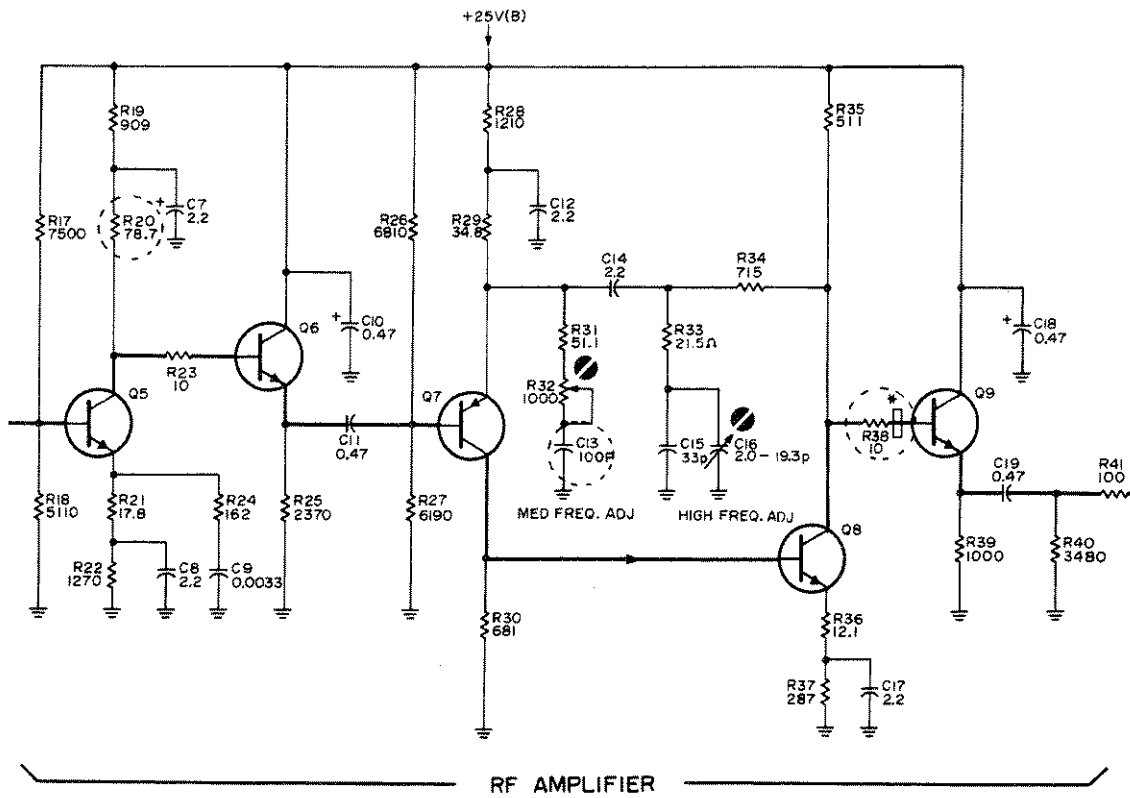 +25V(B)
R19
909
R28
1210
R35
511
+
C7
2.2
C12
2.2
R17
7500
R20
78.7
R26
6810
R29
34.8
C14
2.2
R34
715
Q6
+
C10
0.47
R31
51.1
R33
21.5Ω
+
C18
0.47
R23
10
Q5
Q7
R32
1000
Q9
*
R38
10
C11
0.47
C13
100P
C15
33p
C16
2.0-19.3p
C19
0.47
R41
100
R18
5110
R21
17.8
R24
162
R25
2370
R27
6190
MED FREQ. ADJ
HIGH FREQ. ADJ
Q8
R39
1000
R40
3480
R22
1270
C8
2.2
C9
0.0033
R30
681
R36
12.1
R37
287
C17
2.2
RF AMPLIFIER